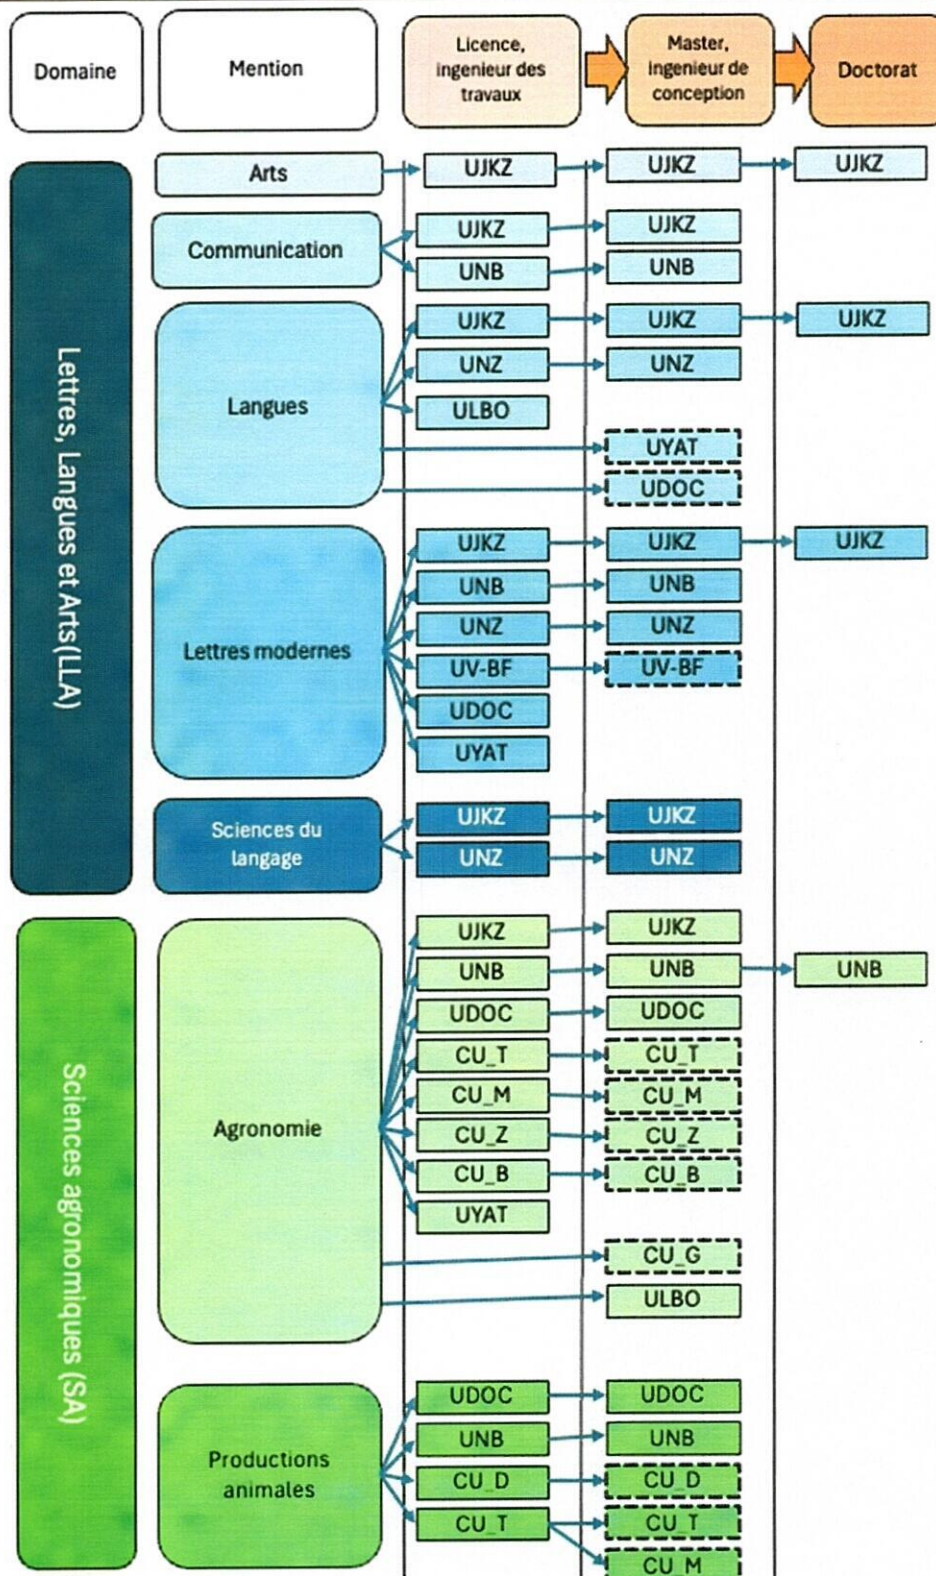 Domaine
Mention
Licence,
ingenieur des
travaux
Master,
ingenieur de
conception
Doctorat
Lettres, Langues et Arts(LLA)
Arts
UJKZ
UJKZ
UJKZ
Communication
UJKZ
UJKZ
UNB
UNB
Langues
UJKZ
UJKZ
UJKZ
UNZ
UNZ
ULBO
UYAT
UDOC
Lettres modernes
UJKZ
UJKZ
UJKZ
UNB
UNB
UNZ
UNZ
UV-BF
UV-BF
UDOC
UYAT
Sciences du
langage
UJKZ
UJKZ
UNZ
UNZ
Sciences agronomiques (SA)
Agronomie
UJKZ
UJKZ
UNB
UNB
UNB
UDOC
UDOC
CU_T
CU_T
CU_M
CU_M
CU_Z
CU_Z
CU_B
CU_B
UYAT
CU_G
ULBO
Productions
animales
UDOC
UDOC
UNB
UNB
CU_D
CU_D
CU_T
CU_T
CU_M